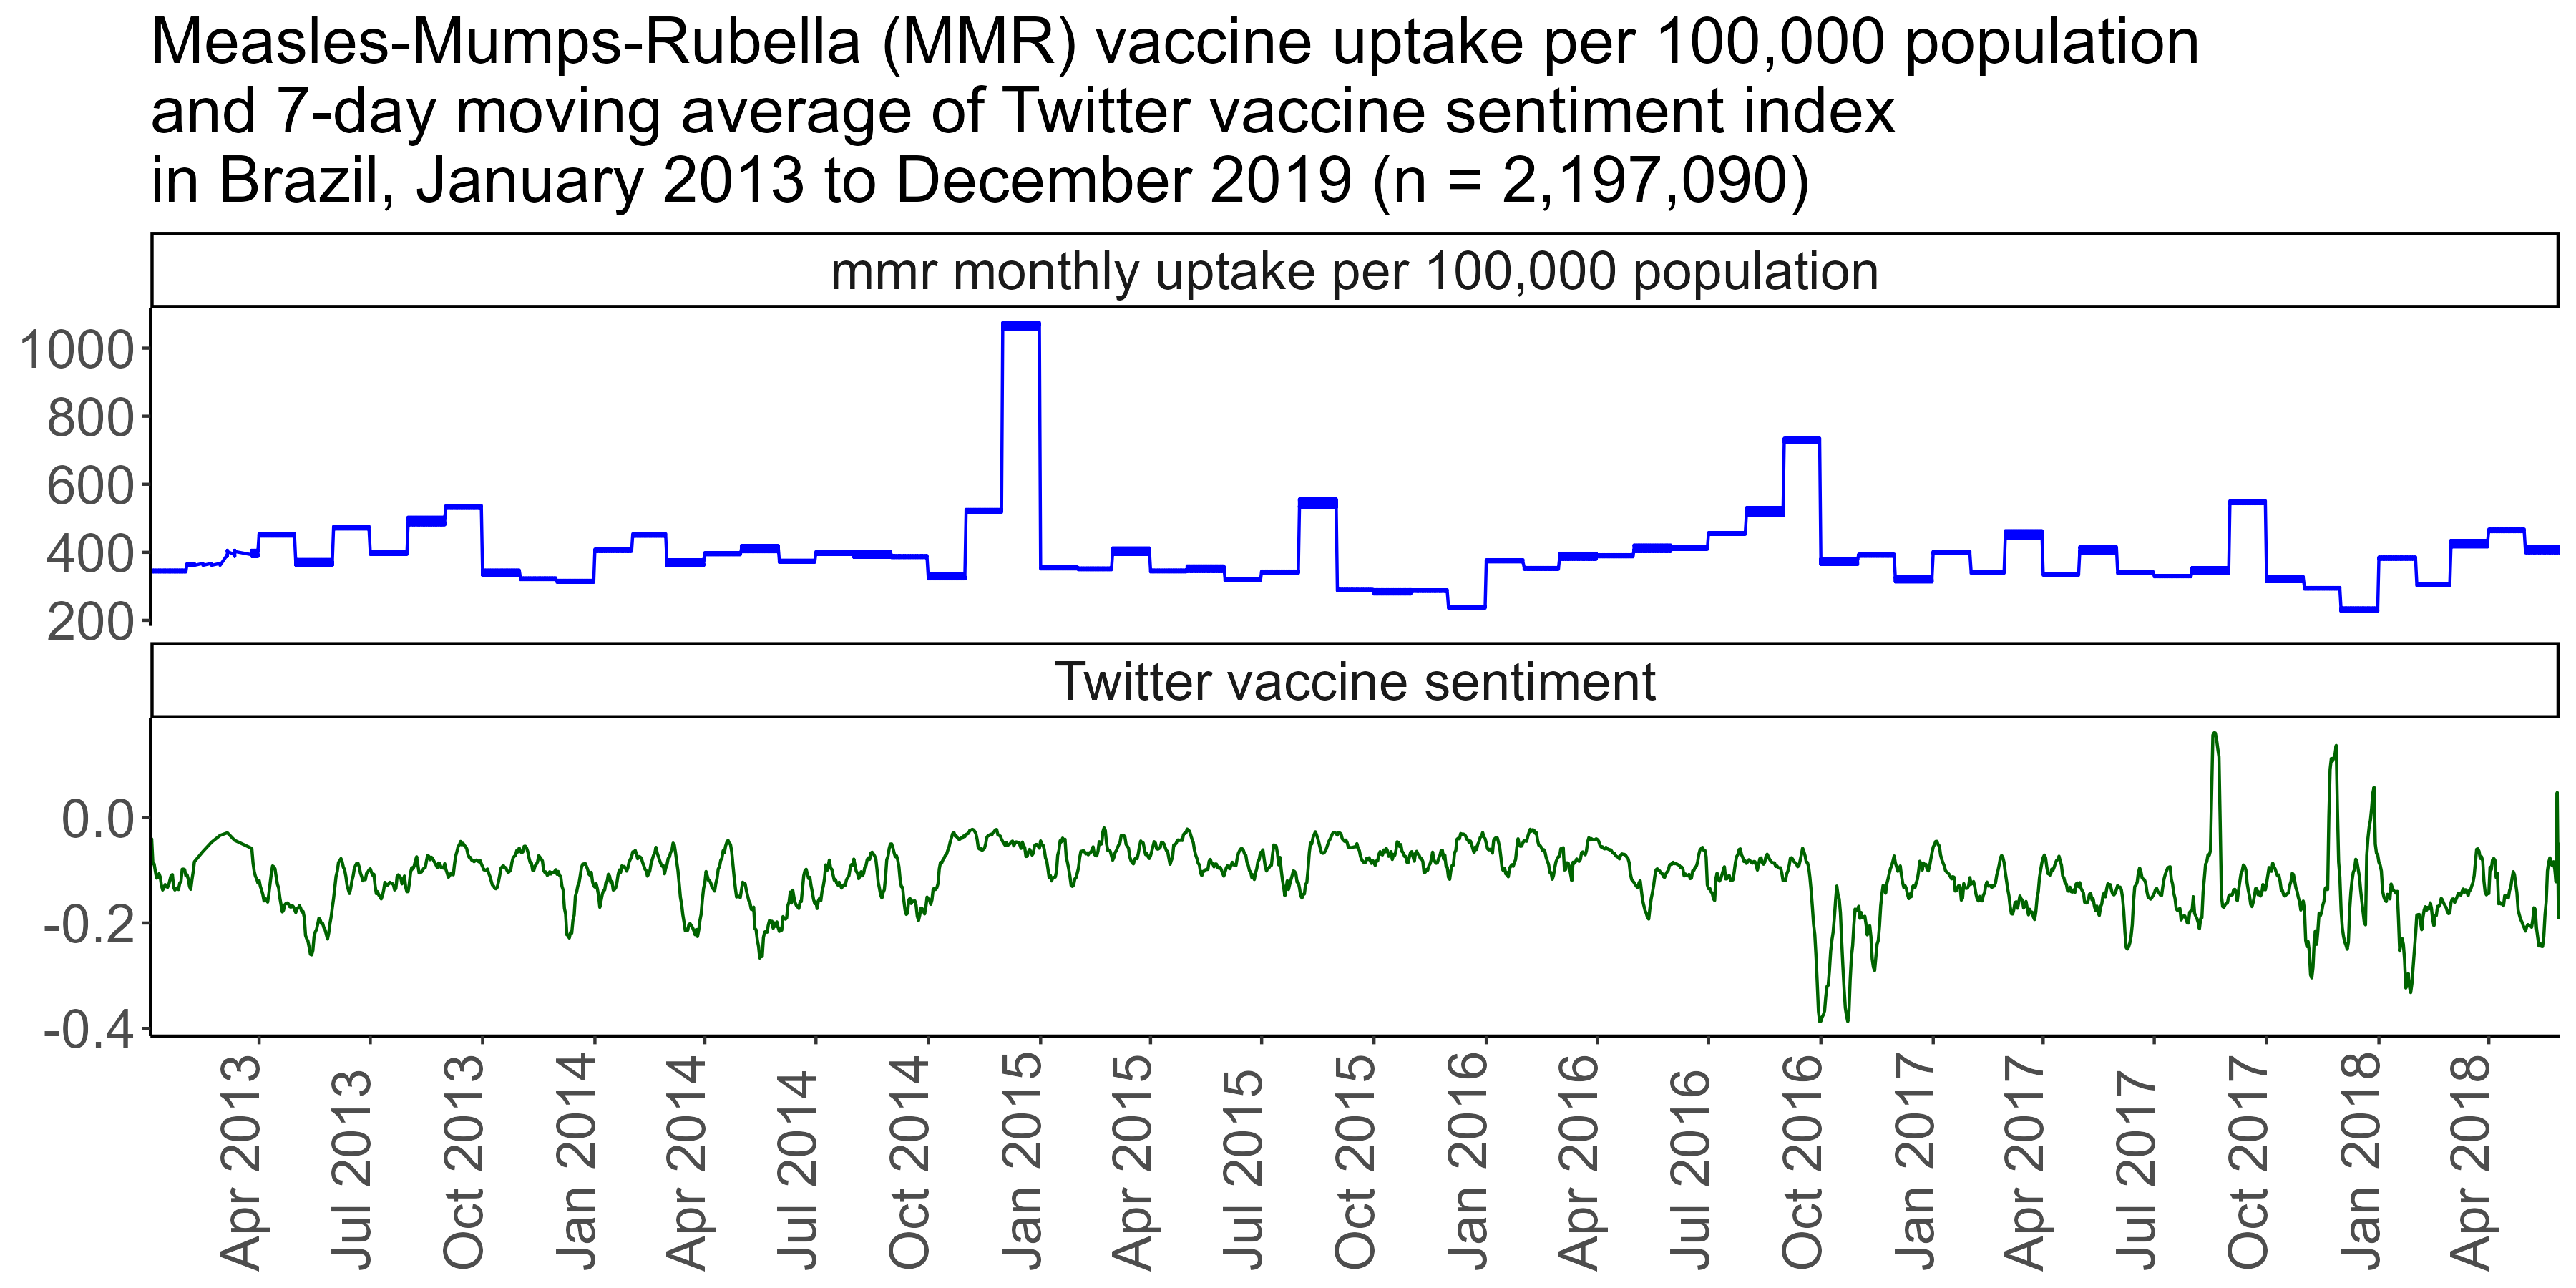 Measles-Mumps-Rubella (MMR) vaccine uptake per 100,000 population
and 7-day moving average of Twitter vaccine sentiment index
in Brazil, January 2013 to December 2019 (n = 2,197,090)
mmr monthly uptake per 100,000 population
1000
800
600
400
200
Twitter vaccine sentiment
0.0
-0.2
-0.4
Apr 2013
Jul 2013
Oct 2013
Jan 2014
Apr 2014
Jul 2014
Oct 2014
Jan 2015
Apr 2015
Jul 2015
Oct 2015
Jan 2016
Apr 2016
Jul 2016
Oct 2016
Jan 2017
Apr 2017
Jul 2017
Oct 2017
Jan 2018
Apr 2018